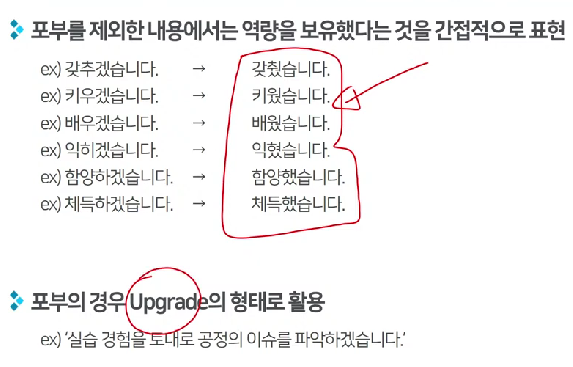 포부를 제외한 내용에서는 역량을 보유했다는 것을 간접적으로 표현
ex) 갖추겠습니다. → 갖췄습니다.
ex) 키우겠습니다. → 키웠습니다.
ex) 배우겠습니다. → 배웠습니다.
ex) 익히겠습니다. → 익혔습니다.
ex) 함양하겠습니다. → 함양했습니다.
ex) 체득하겠습니다. → 체득했습니다.
포부의 경우 Upgrade의 형태로 활용
ex) '실습 경험을 토대로 공정의 이슈를 파악하겠습니다.'